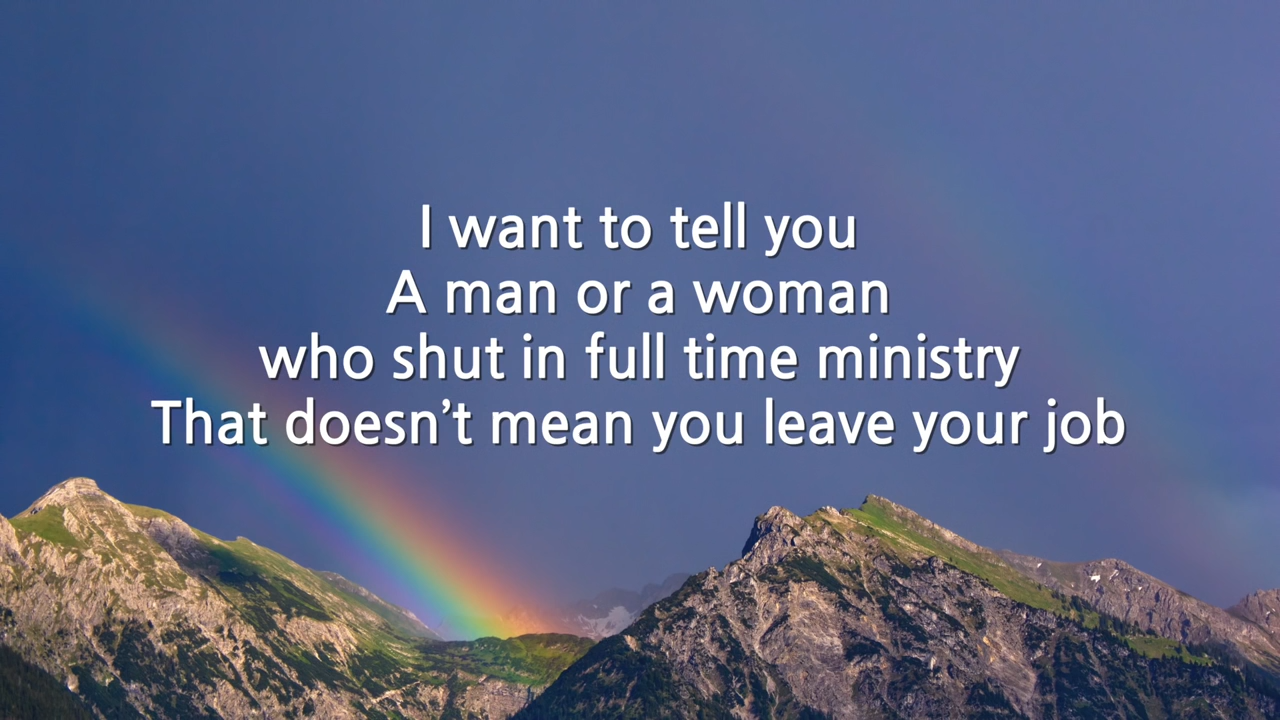 I want to tell you
A man or a woman
who shut in full time ministry
That doesn’t mean you leave your job